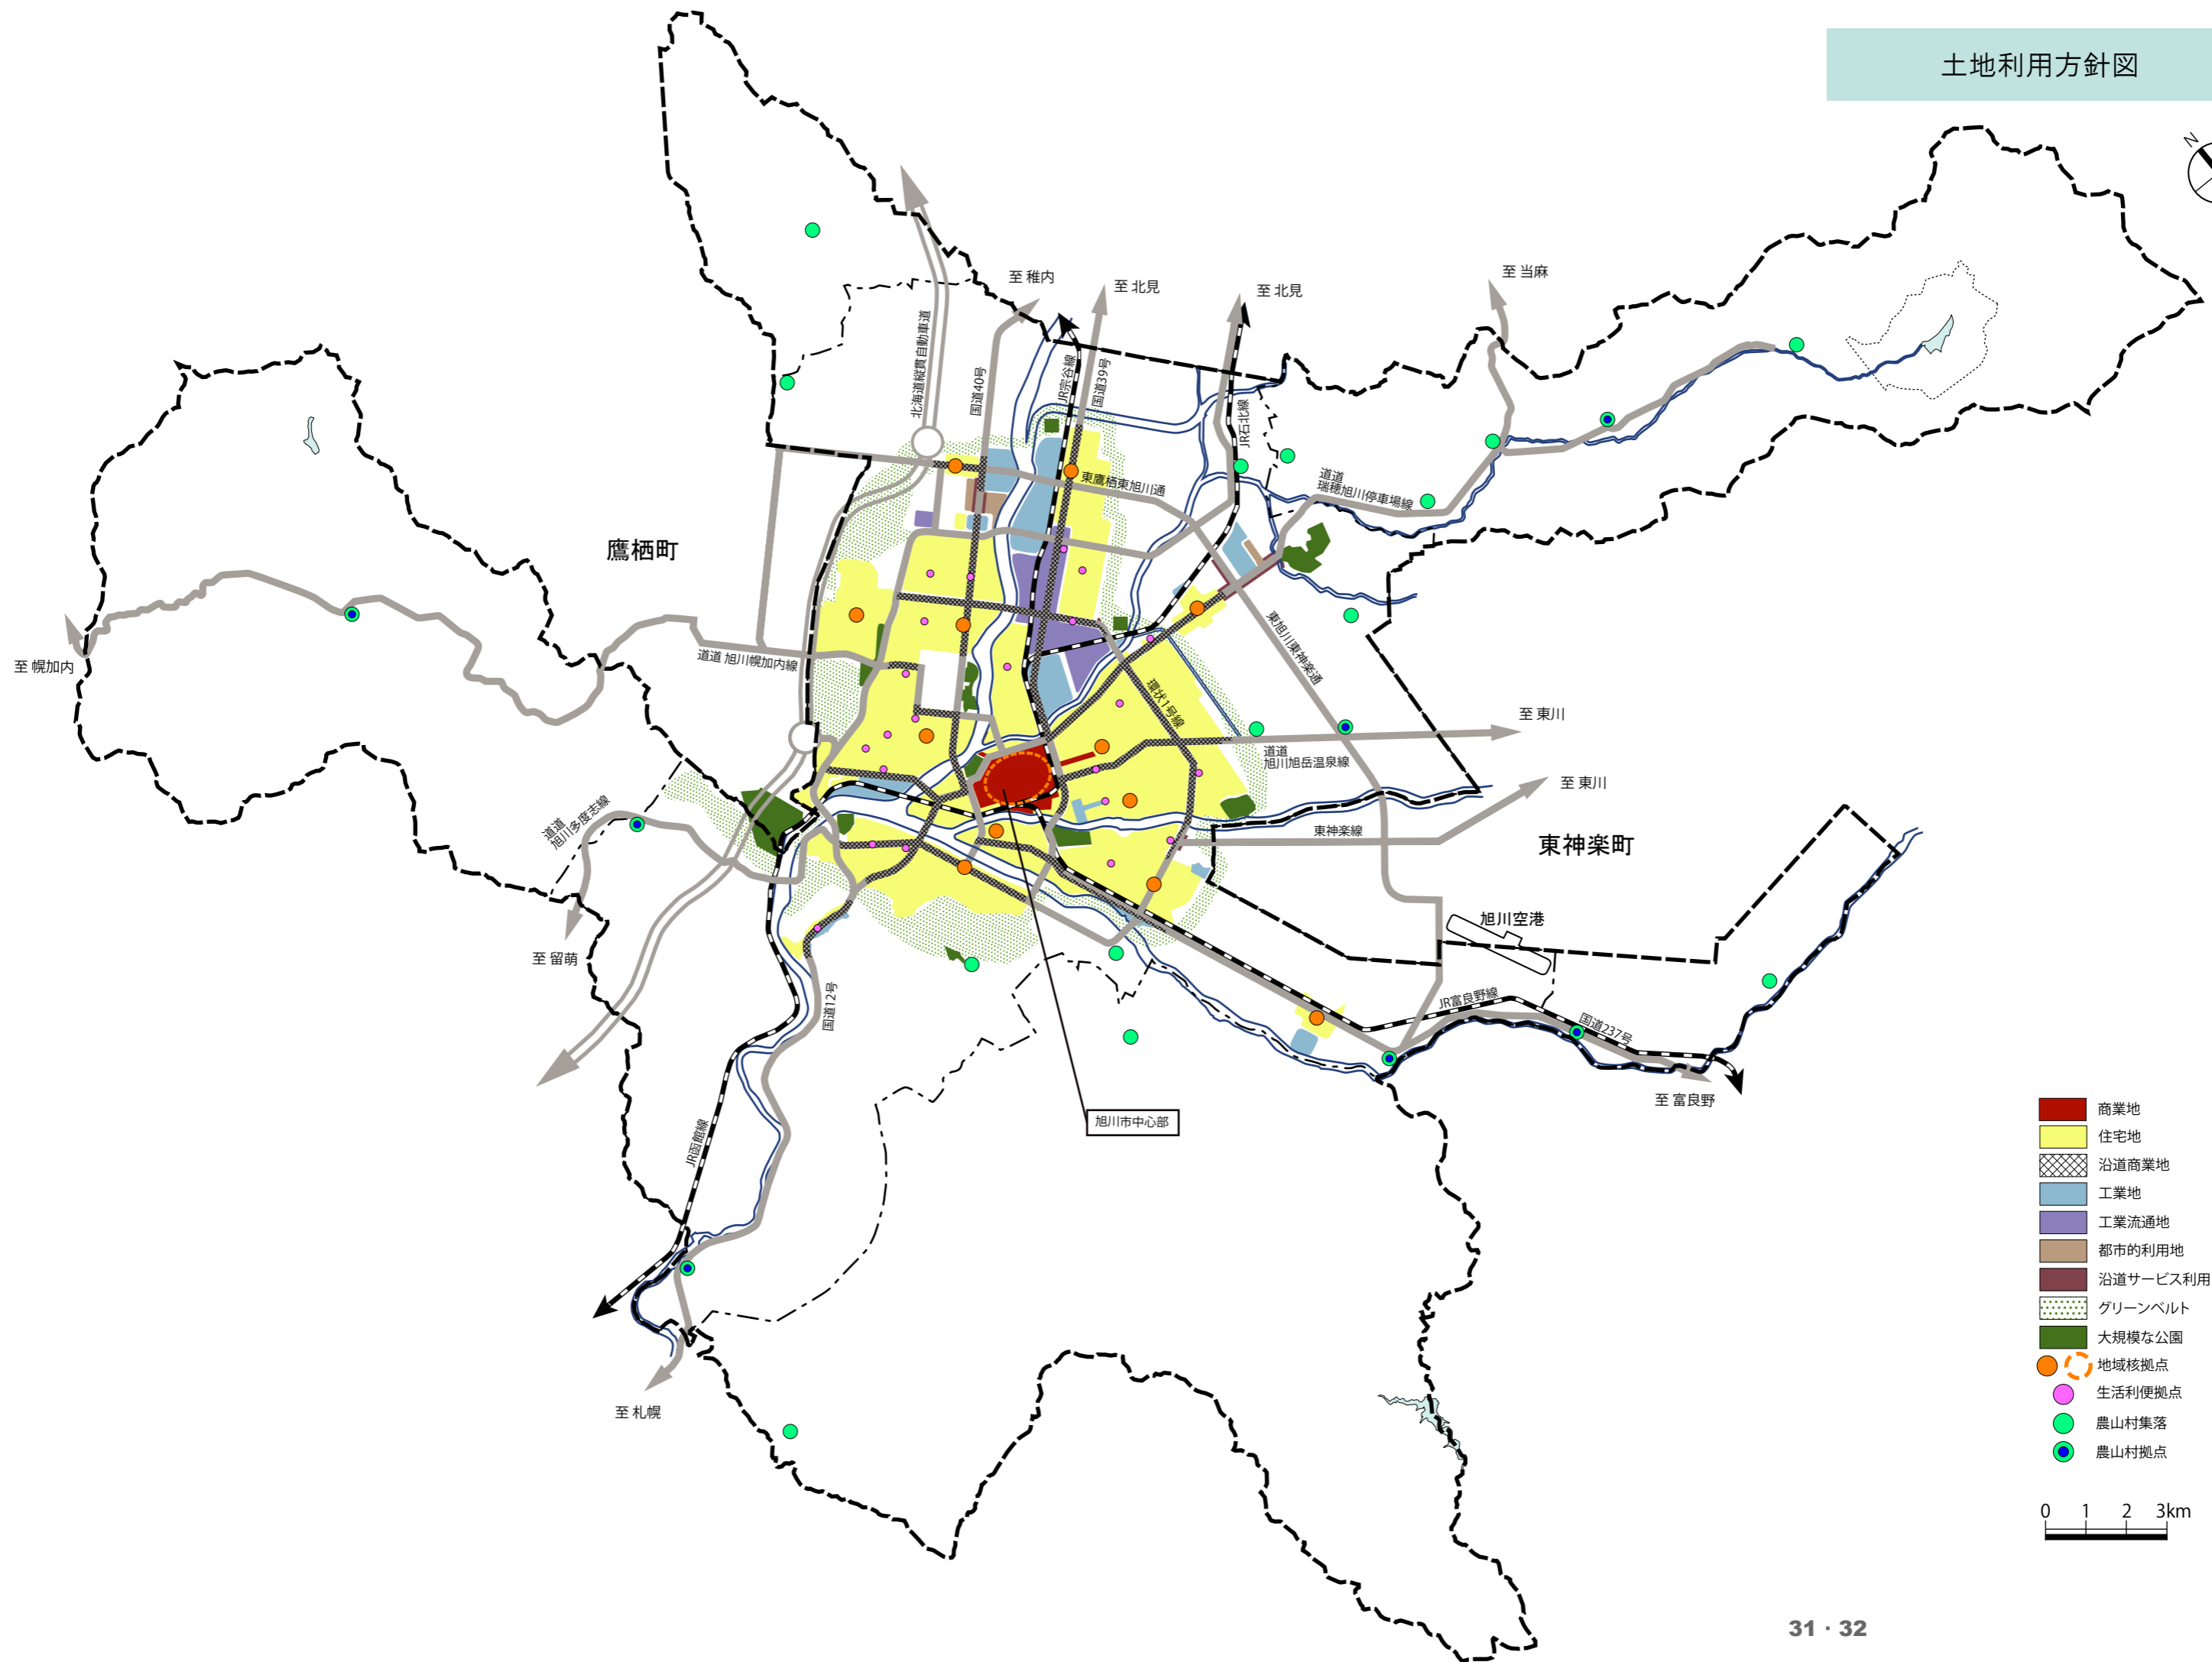 土地利用方針図
N
至 稚内
至 北見
至 北見
至 当麻
北海道縦貫自動車道
国道40号
JR宗谷線
国道39号
JR石北線
東鷹栖東旭川通
道道
瑞穂旭川停車場線
鷹栖町
至 幌加内
道道 旭川幌加内線
東旭川東神楽通
環状1号線
至 東川
道道
旭川旭岳温泉線
至 東川
道道
旭川多度志線
東神楽線
東神楽町
旭川空港
至 留萌
国道12号
JR富良野線
国道237号
至 富良野
旭川市中心部
JR函館線
至 札幌
商業地
住宅地
沿道商業地
工業地
工業流通地
都市的利用地
沿道サービス利用
グリーンベルト
大規模な公園
地域核拠点
生活利便拠点
農山村集落
農山村拠点
0 1 2 3km
31・32